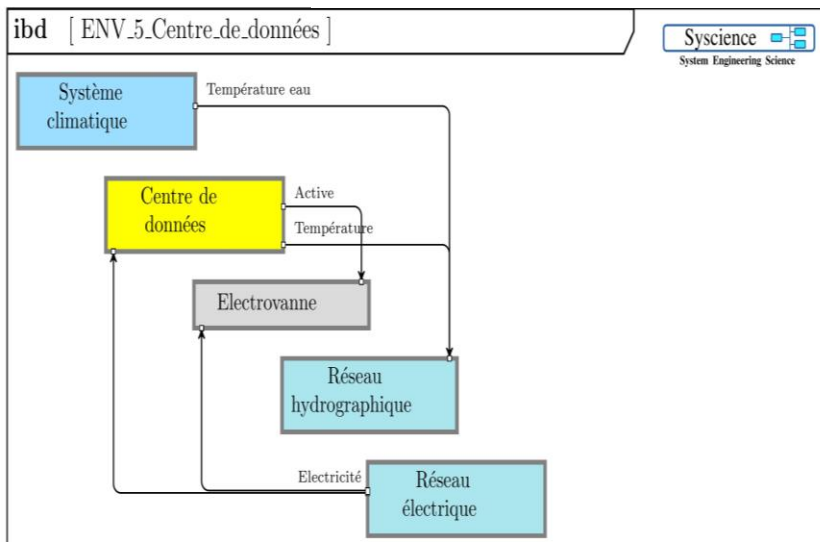 ibd [ ENV_5_Centre_de_données ]
Syscience
System Engineering Science
Système
climatique
Température eau
Centre de
données
Active
Température
Electrovanne
Réseau
hydrographique
Electricité
Réseau
électrique